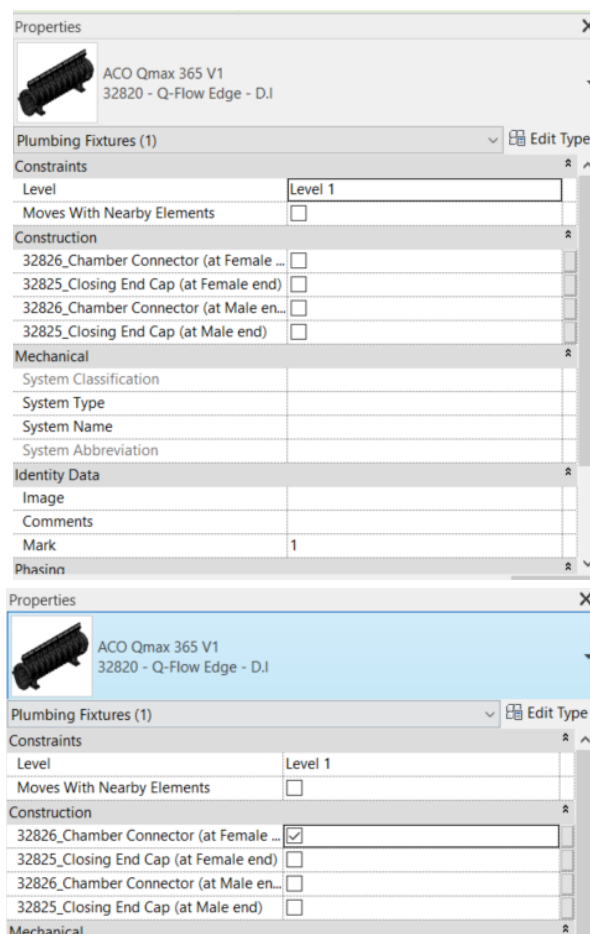 Properties
ACO Qmax 365 V1
32820 - Q-Flow Edge - D.I
Plumbing Fixtures (1) Edit Type
Constraints
Level Level 1
Moves With Nearby Elements
Construction
32826_Chamber Connector (at Female ...
32825_Closing End Cap (at Female end)
32826_Chamber Connector (at Male en...
32825_Closing End Cap (at Male end)
Mechanical
System Classification
System Type
System Name
System Abbreviation
Identity Data
Image
Comments
Mark 1
Phasing
Properties
ACO Qmax 365 V1
32820 - Q-Flow Edge - D.I
Plumbing Fixtures (1) Edit Type
Constraints
Level Level 1
Moves With Nearby Elements
Construction
32826_Chamber Connector (at Female ...
32825_Closing End Cap (at Female end)
32826_Chamber Connector (at Male en...
32825_Closing End Cap (at Male end)
Mechanical